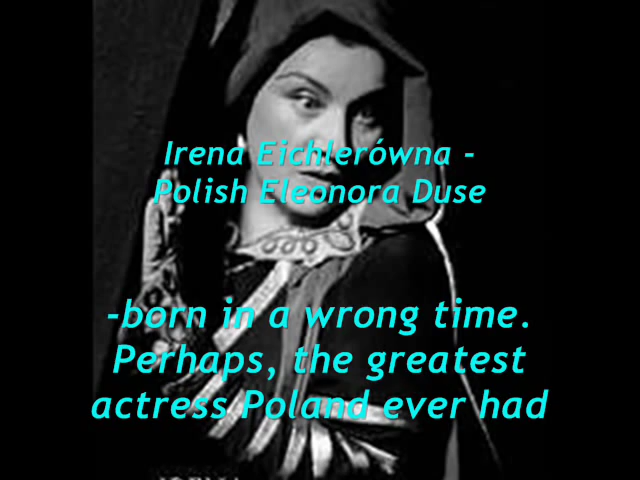 Irena Eichlerówna -
Polish Eleonora Duse
-born in a wrong time.
Perhaps, the greatest
actress Poland ever had